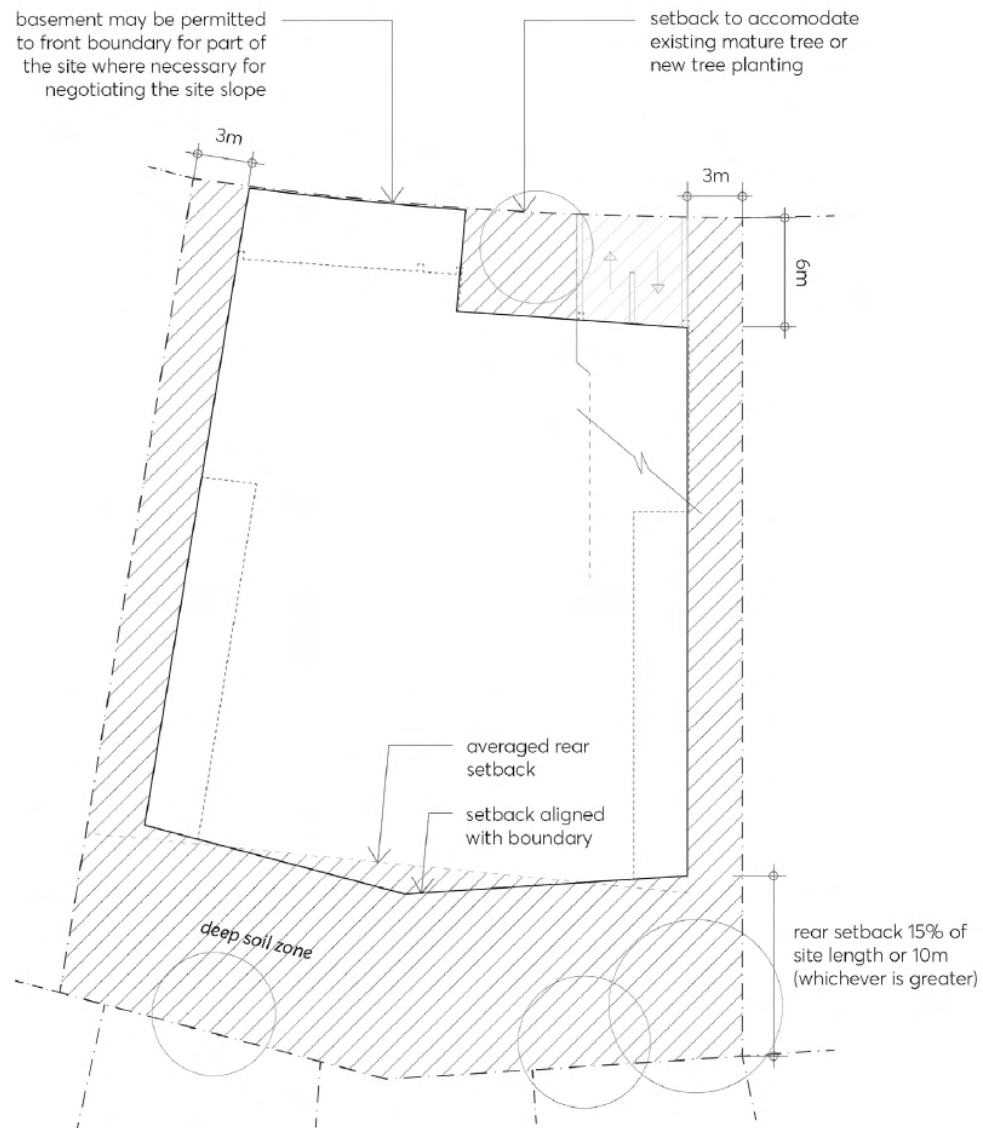 basement may be permitted
to front boundary for part of
the site where necessary for
negotiating the site slope
setback to accomodate
existing mature tree or
new tree planting
3m
3m
6m
averaged rear
setback
setback aligned
with boundary
deep soil zone
rear setback 15% of
site length or 10m
(whichever is greater)